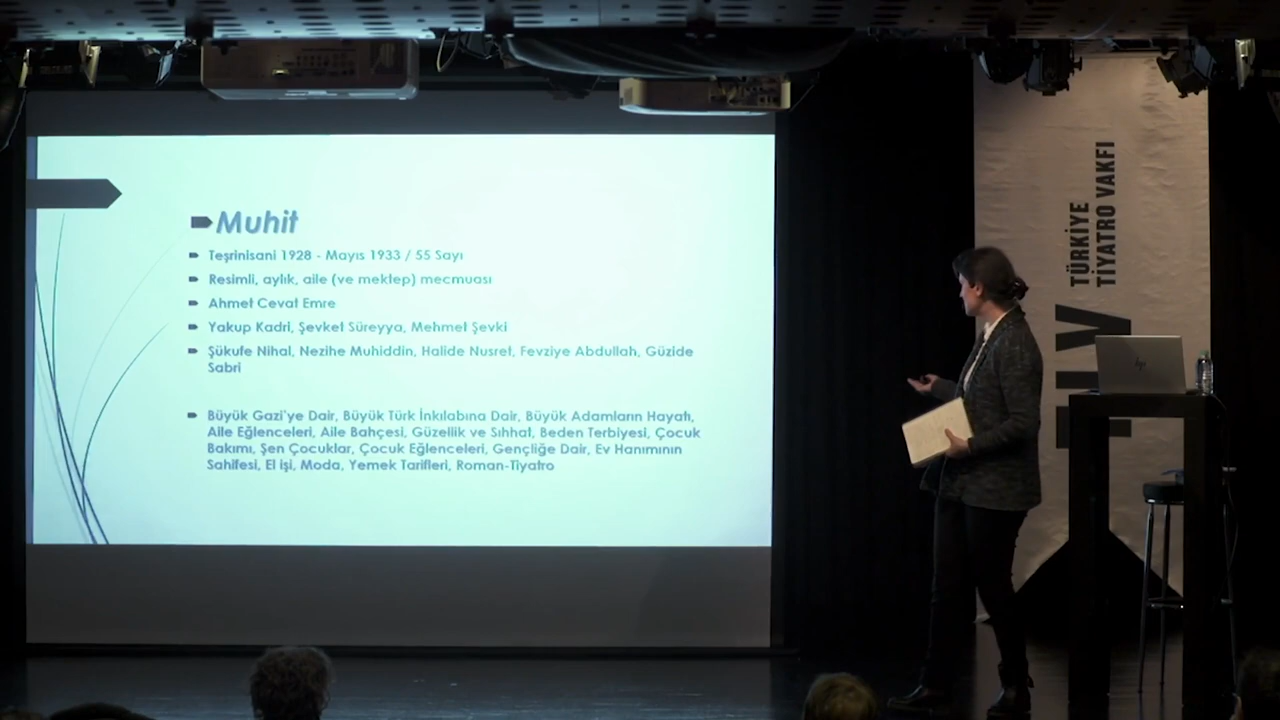 Muhit
Teşrinisani 1928 - Mayıs 1933 / 55 Sayı
Resimli, aylık, aile (ve mektep) mecmuası
Ahmet Cevat Emre
Yakup Kadri, Şevket Süreyya, Mehmet Şevki
Şükufe Nihal, Nezihe Muhiddin, Halide Nusret, Fevziye Abdullah, Güzide
Sabri
Büyük Gazi'ye Dair, Büyük Türk İnkılabına Dair, Büyük Adamların Hayatı,
Aile Eğlenceleri, Aile Bahçesi, Güzellik ve Sıhhat, Beden Terbiyesi, Çocuk
Bakımı, Şen Çocuklar, Çocuk Eğlenceleri, Gençliğe Dair, Ev Hanımının
Sahifesi, El işi, Moda, Yemek Tarifleri, Roman-Tiyatro
TÜRKİYE
TİYATRO VAKFI
hp